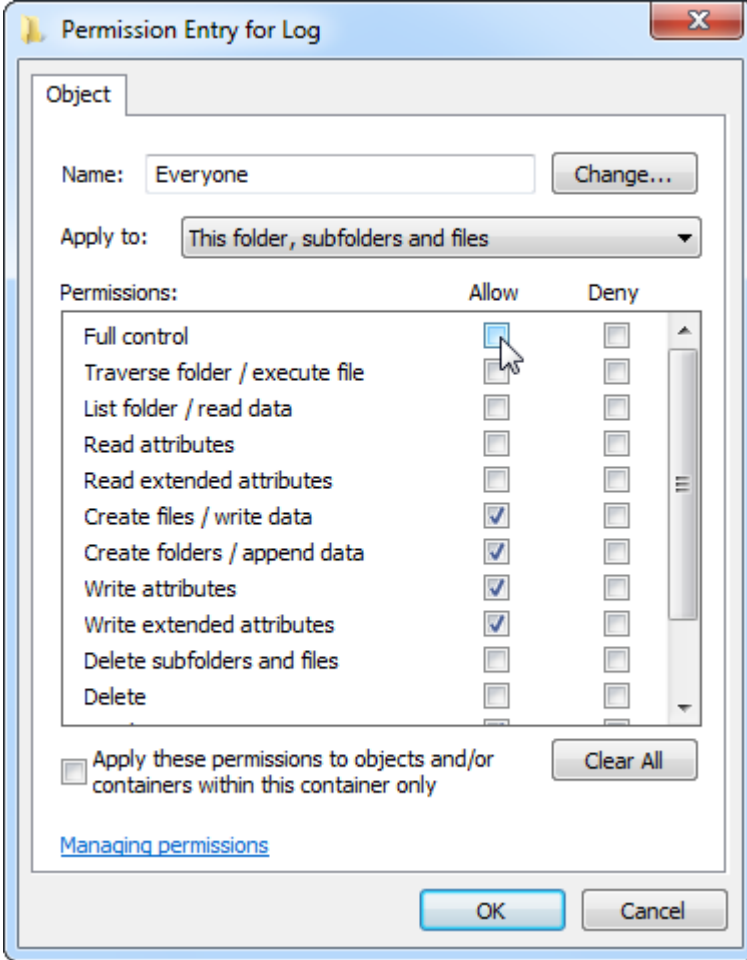 Permission Entry for Log
Object
Name: Everyone Change...
Apply to: This folder, subfolders and files
Permissions: Allow Deny
Full control
Traverse folder / execute file
List folder / read data
Read attributes
Read extended attributes
Create files / write data
Create folders / append data
Write attributes
Write extended attributes
Delete subfolders and files
Delete
Apply these permissions to objects and/or
containers within this container only
Clear All
Managing permissions
OK Cancel